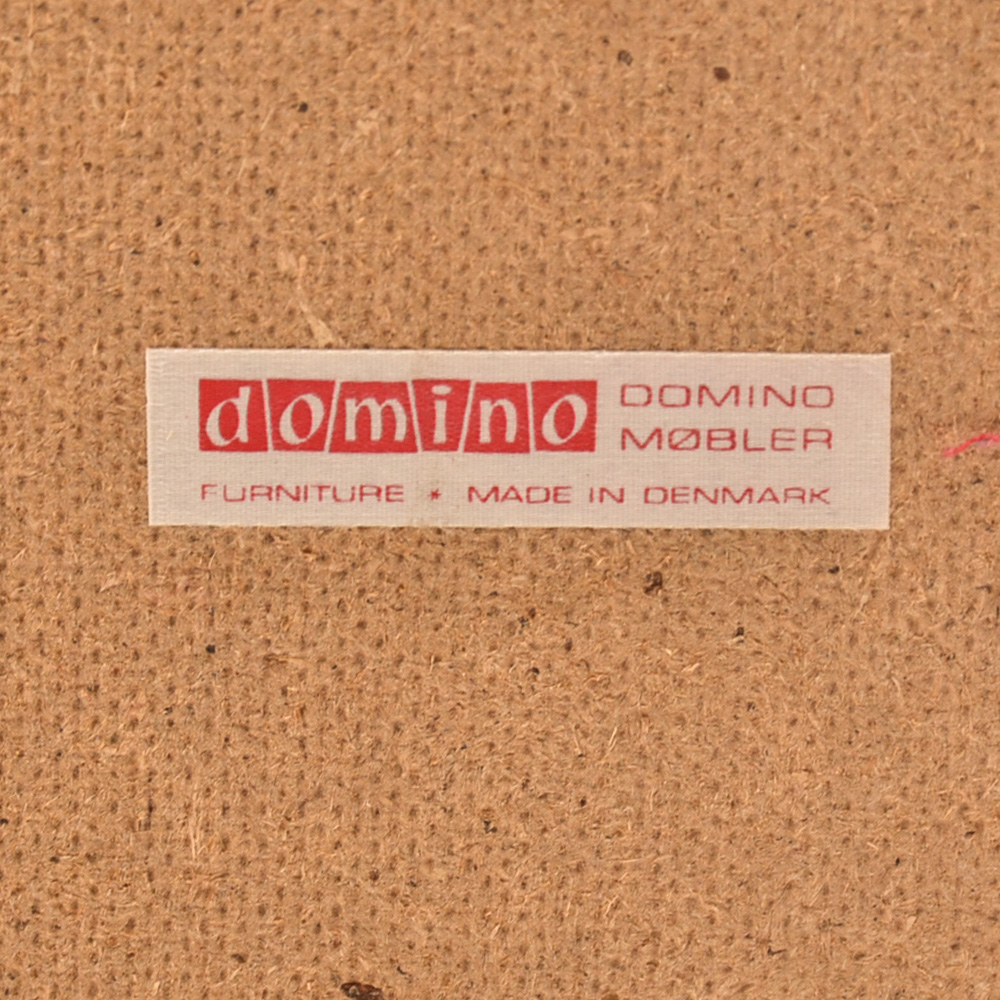 domino DOMINO
MØBLER
FURNITURE * MADE IN DENMARK